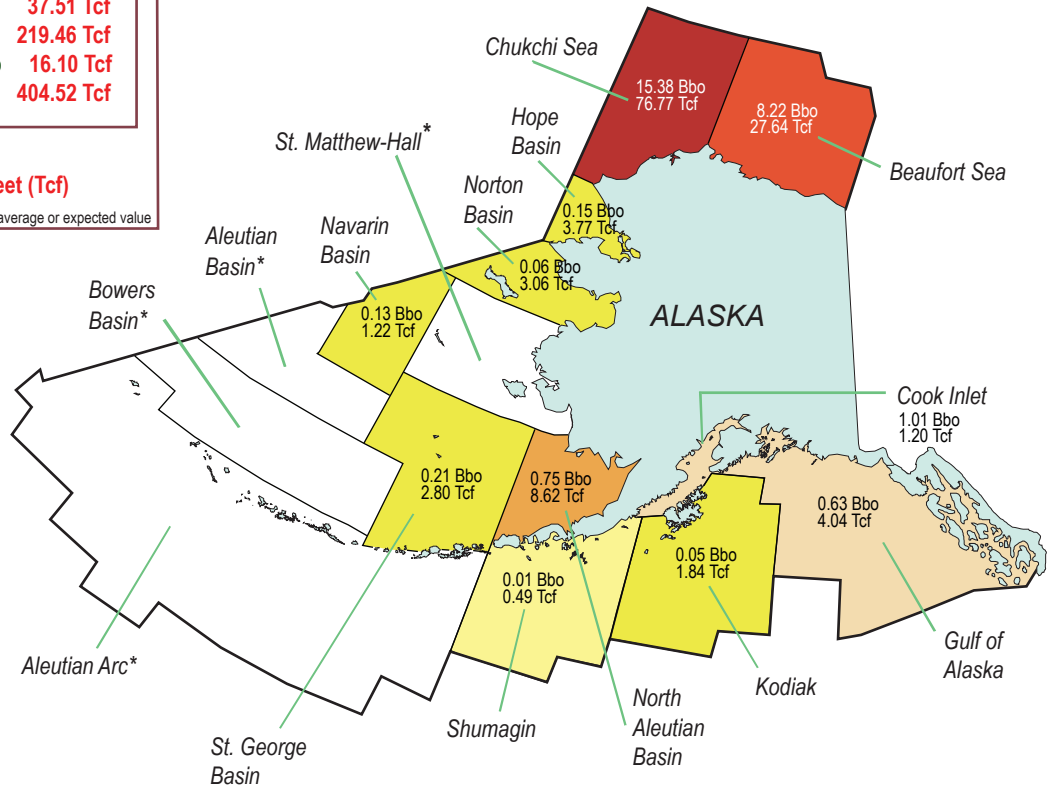 37.51 Tcf
219.46 Tcf
16.10 Tcf
404.52 Tcf
eet (Tcf)
average or expected value
Chukchi Sea
15.38 Bbo
76.77 Tcf
8.22 Bbo
27.64 Tcf
Beaufort Sea
Hope
Basin
St. Matthew-Hall*
Norton
Basin
0.15 Bbo
3.77 Tcf
Navarin
Basin
Aleutian
Basin*
0.06 Bbo
3.06 Tcf
Bowers
Basin*
0.13 Bbo
1.22 Tcf
ALASKA
Cook Inlet
1.01 Bbo
1.20 Tcf
0.21 Bbo
2.80 Tcf
0.75 Bbo
8.62 Tcf
0.63 Bbo
4.04 Tcf
0.01 Bbo
0.49 Tcf
0.05 Bbo
1.84 Tcf
Aleutian Arc*
Gulf of
Alaska
Kodiak
North
Aleutian
Basin
Shumagin
St. George
Basin